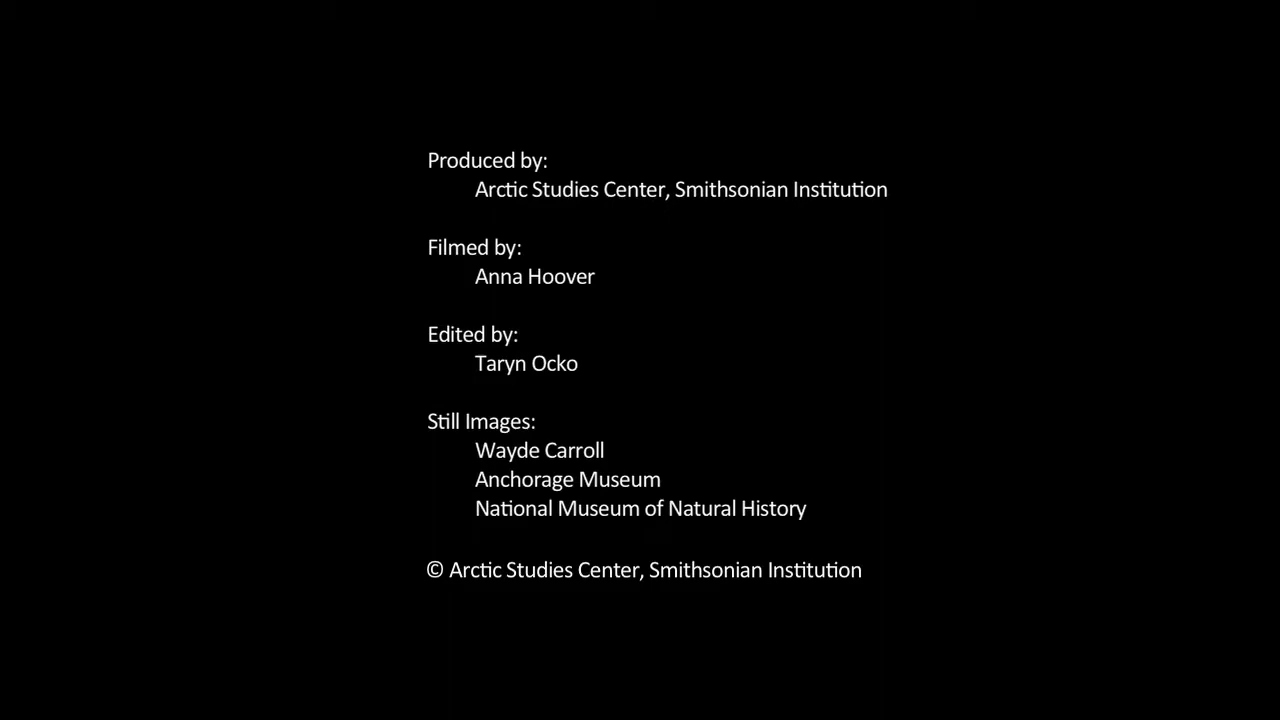 Produced by:
Arctic Studies Center, Smithsonian Institution
Filmed by:
Anna Hoover
Edited by:
Taryn Ocko
Still Images:
Wayde Carroll
Anchorage Museum
National Museum of Natural History
© Arctic Studies Center, Smithsonian Institution